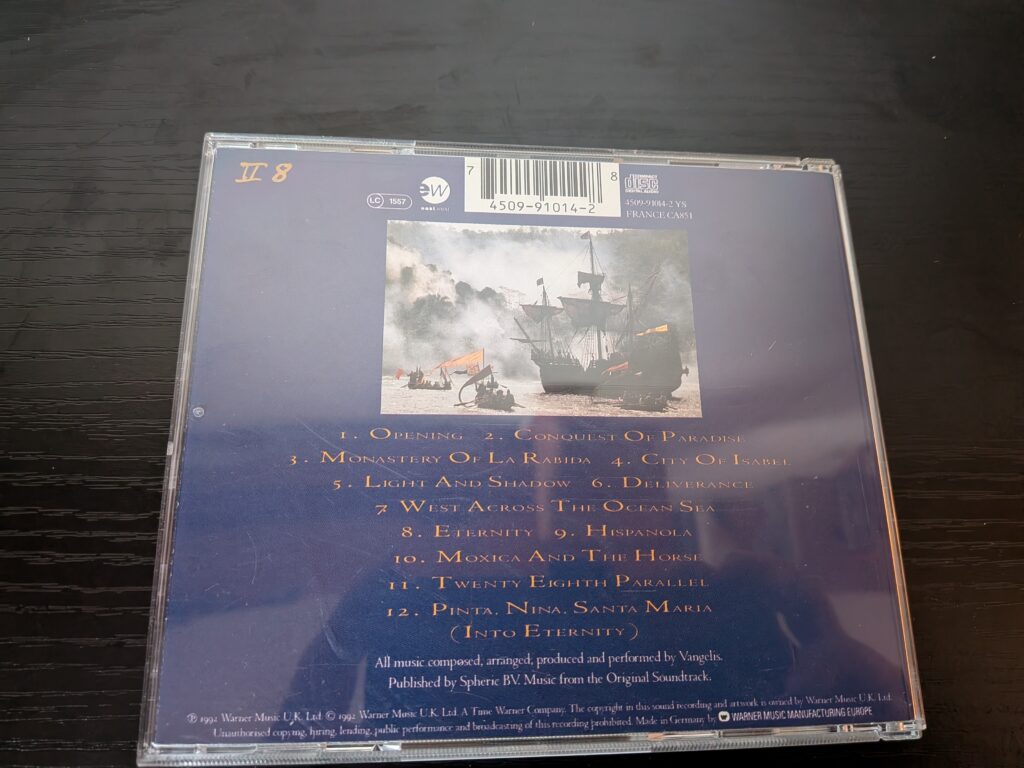 II 8
LC 1557
ew
east west
7 8
4509-91014-2
COMPACT
disc
DIGITAL AUDIO
4509-91014-2 YS
FRANCE CA851
1. Opening 2. Conquest Of Paradise
3. Monastery Of La Rabida 4. City Of Isabel
5. Light And Shadow 6. Deliverance
7 West Across The Ocean Sea
8. Eternity 9. Hispanola
10. Moxica And The Horse
11. Twenty Eighth Parallel
12. Pinta, Nina, Santa Maria
(Into Eternity)
All music composed, arranged, produced and performed by Vangelis.
Published by Spheric BV. Music from the Original Soundtrack.
℗ 1992 Warner Music U.K. Ltd. © 1992 Warner Music U.K. Ltd. A Time Warner Company. The copyright in this sound recording and artwork is owned by Warner Music U.K. Ltd.
Unauthorised copying, hiring, lending, public performance and broadcasting of this recording prohibited. Made in Germany by WARNER MUSIC MANUFACTURING EUROPE